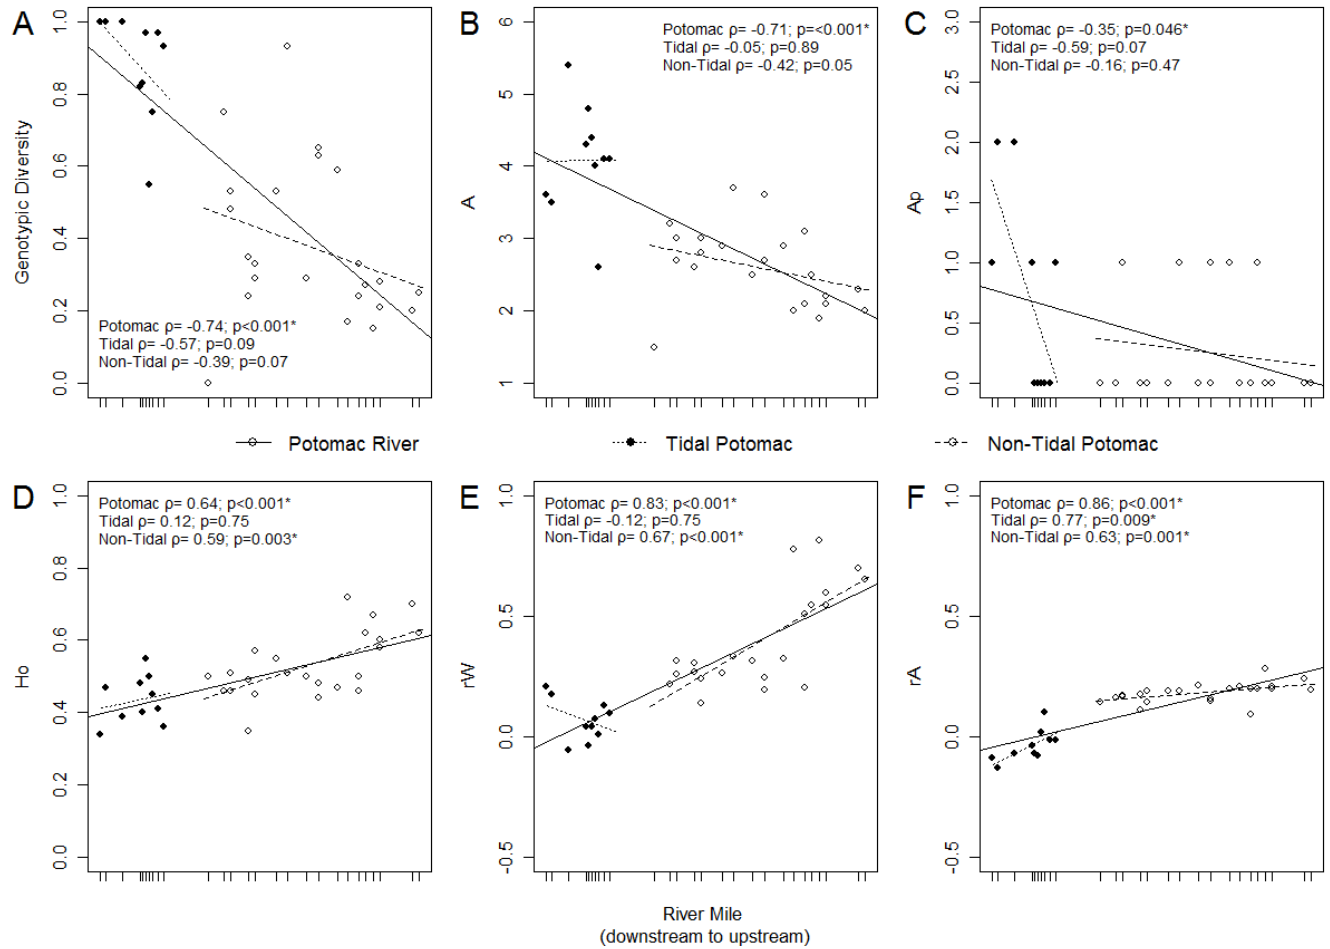 A
Genotypic Diversity
0.0 0.2 0.4 0.6 0.8 1.0
Potomac ρ= -0.74; p<0.001*
Tidal ρ= -0.57; p=0.09
Non-Tidal ρ= -0.39; p=0.07
B
A
1 2 3 4 5 6
Potomac ρ= -0.71; p=<0.001*
Tidal ρ= -0.05; p=0.89
Non-Tidal ρ= -0.42; p=0.05
C
Ap
0.0 0.5 1.0 1.5 2.0 2.5 3.0
Potomac ρ= -0.35; p=0.046*
Tidal ρ= -0.59; p=0.07
Non-Tidal ρ= -0.16; p=0.47
Potomac River
Tidal Potomac
Non-Tidal Potomac
D
Ho
0.0 0.2 0.4 0.6 0.8 1.0
Potomac ρ= 0.64; p<0.001*
Tidal ρ= 0.12; p=0.75
Non-Tidal ρ= 0.59; p=0.003*
E
rW
-0.5 0.0 0.5 1.0
Potomac ρ= 0.83; p<0.001*
Tidal ρ= -0.12; p=0.75
Non-Tidal ρ= 0.67; p<0.001*
F
rA
-0.5 0.0 0.5 1.0
Potomac ρ= 0.86; p<0.001*
Tidal ρ= 0.77; p=0.009*
Non-Tidal ρ= 0.63; p=0.001*
River Mile
(downstream to upstream)